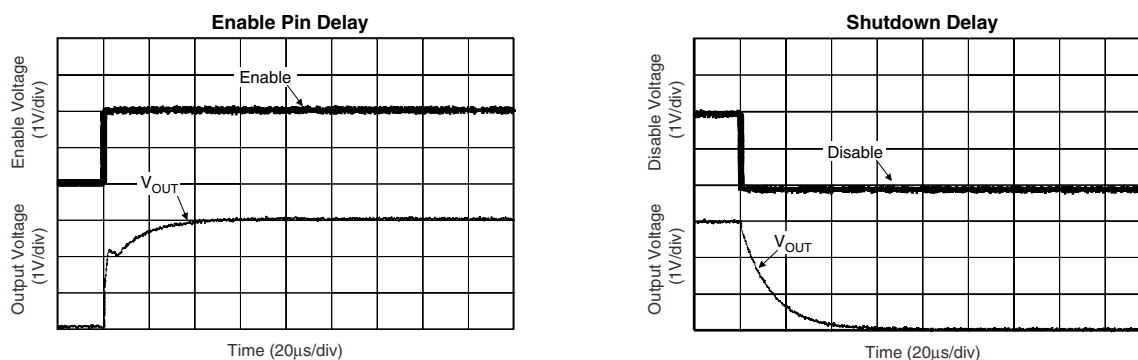 Enable Pin Delay
Enable Voltage
(1V/div)
Output Voltage
(1V/div)
Enable
VOUT
Time (20µs/div)
Shutdown Delay
Disable Voltage
(1V/div)
Output Voltage
(1V/div)
Disable
VOUT
Time (20µs/div)